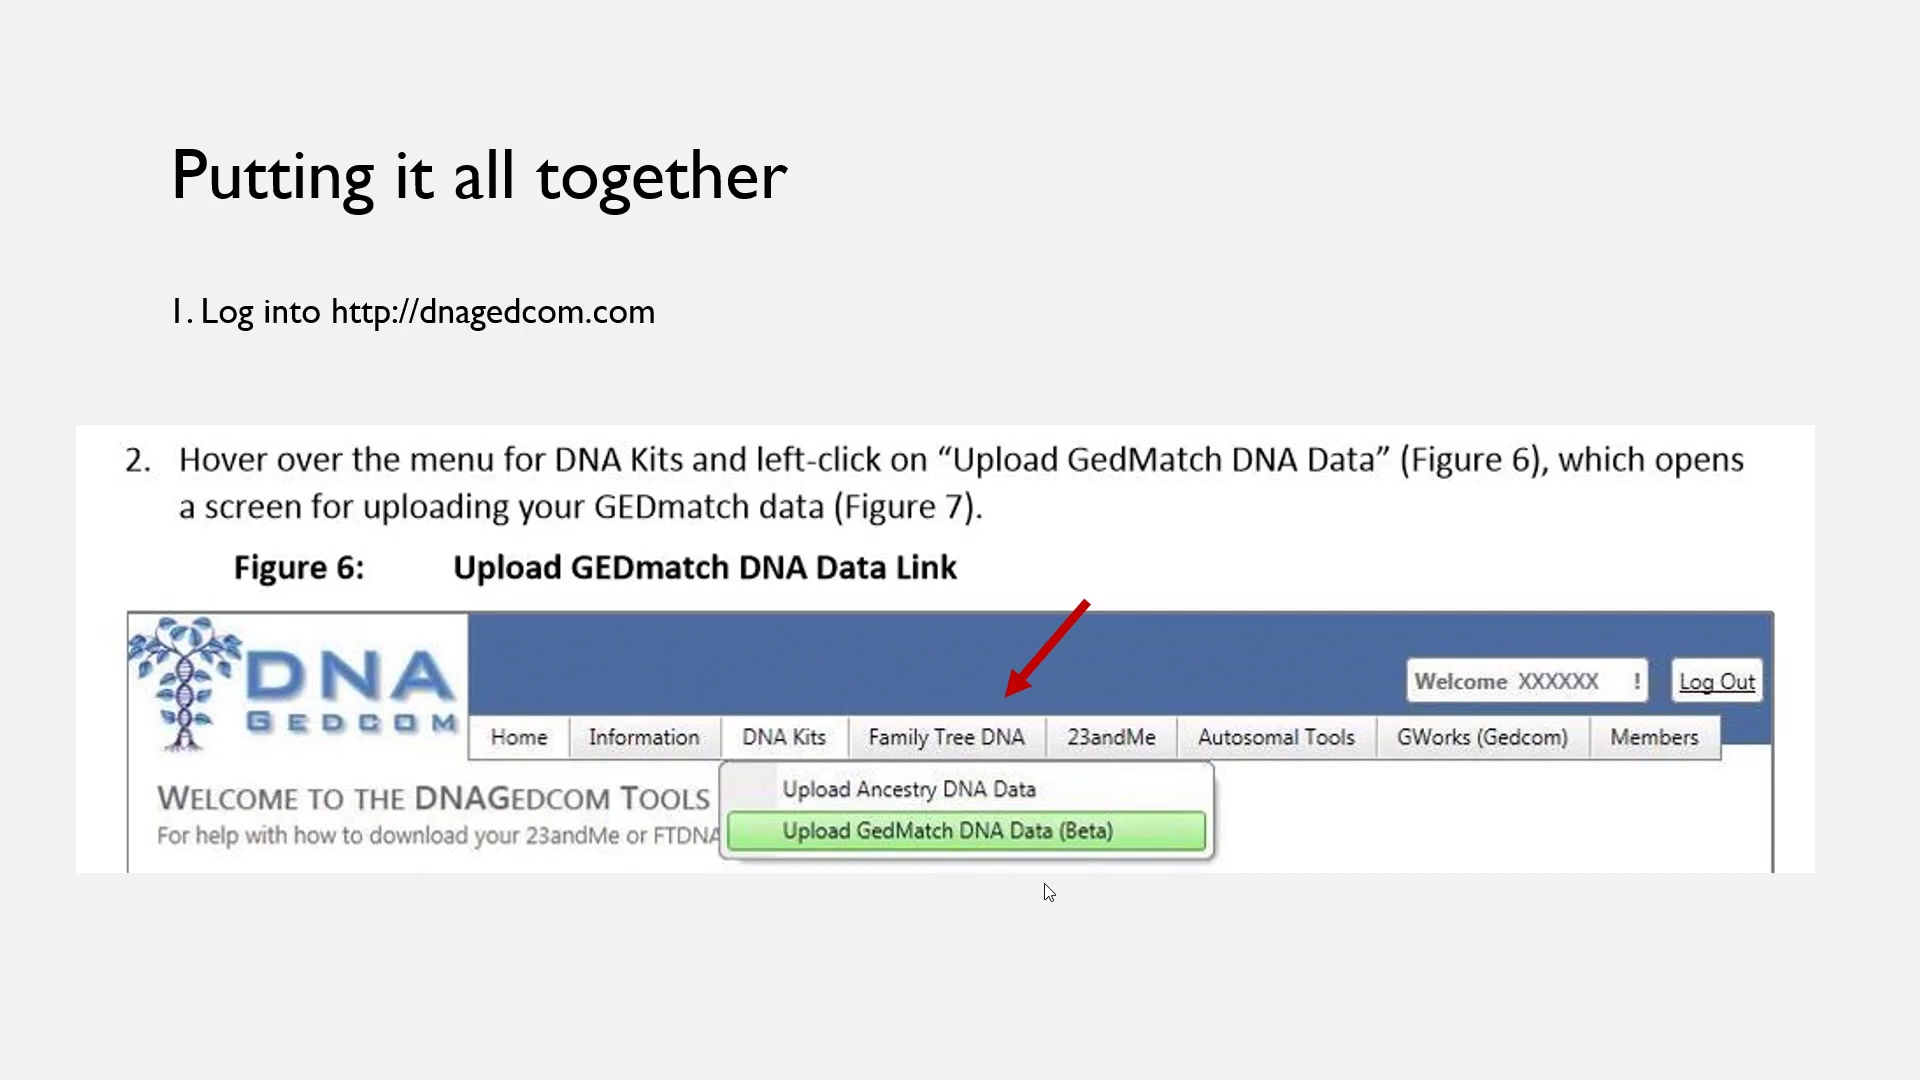 Putting it all together
1. Log into http://dnagedcom.com
2. Hover over the menu for DNA Kits and left-click on “Upload GedMatch DNA Data” (Figure 6), which opens
a screen for uploading your GEDmatch data (Figure 7).
Figure 6: Upload GEDmatch DNA Data Link
DNA
GEDCOM
Welcome XXXXXX !
Log Out
Home Information DNA Kits Family Tree DNA 23andMe Autosomal Tools GWorks (Gedcom) Members
WELCOME TO THE DNAGEDCOM TOOLS
For help with how to download your 23andMe or FTDNA
Upload Ancestry DNA Data
Upload GedMatch DNA Data (Beta)